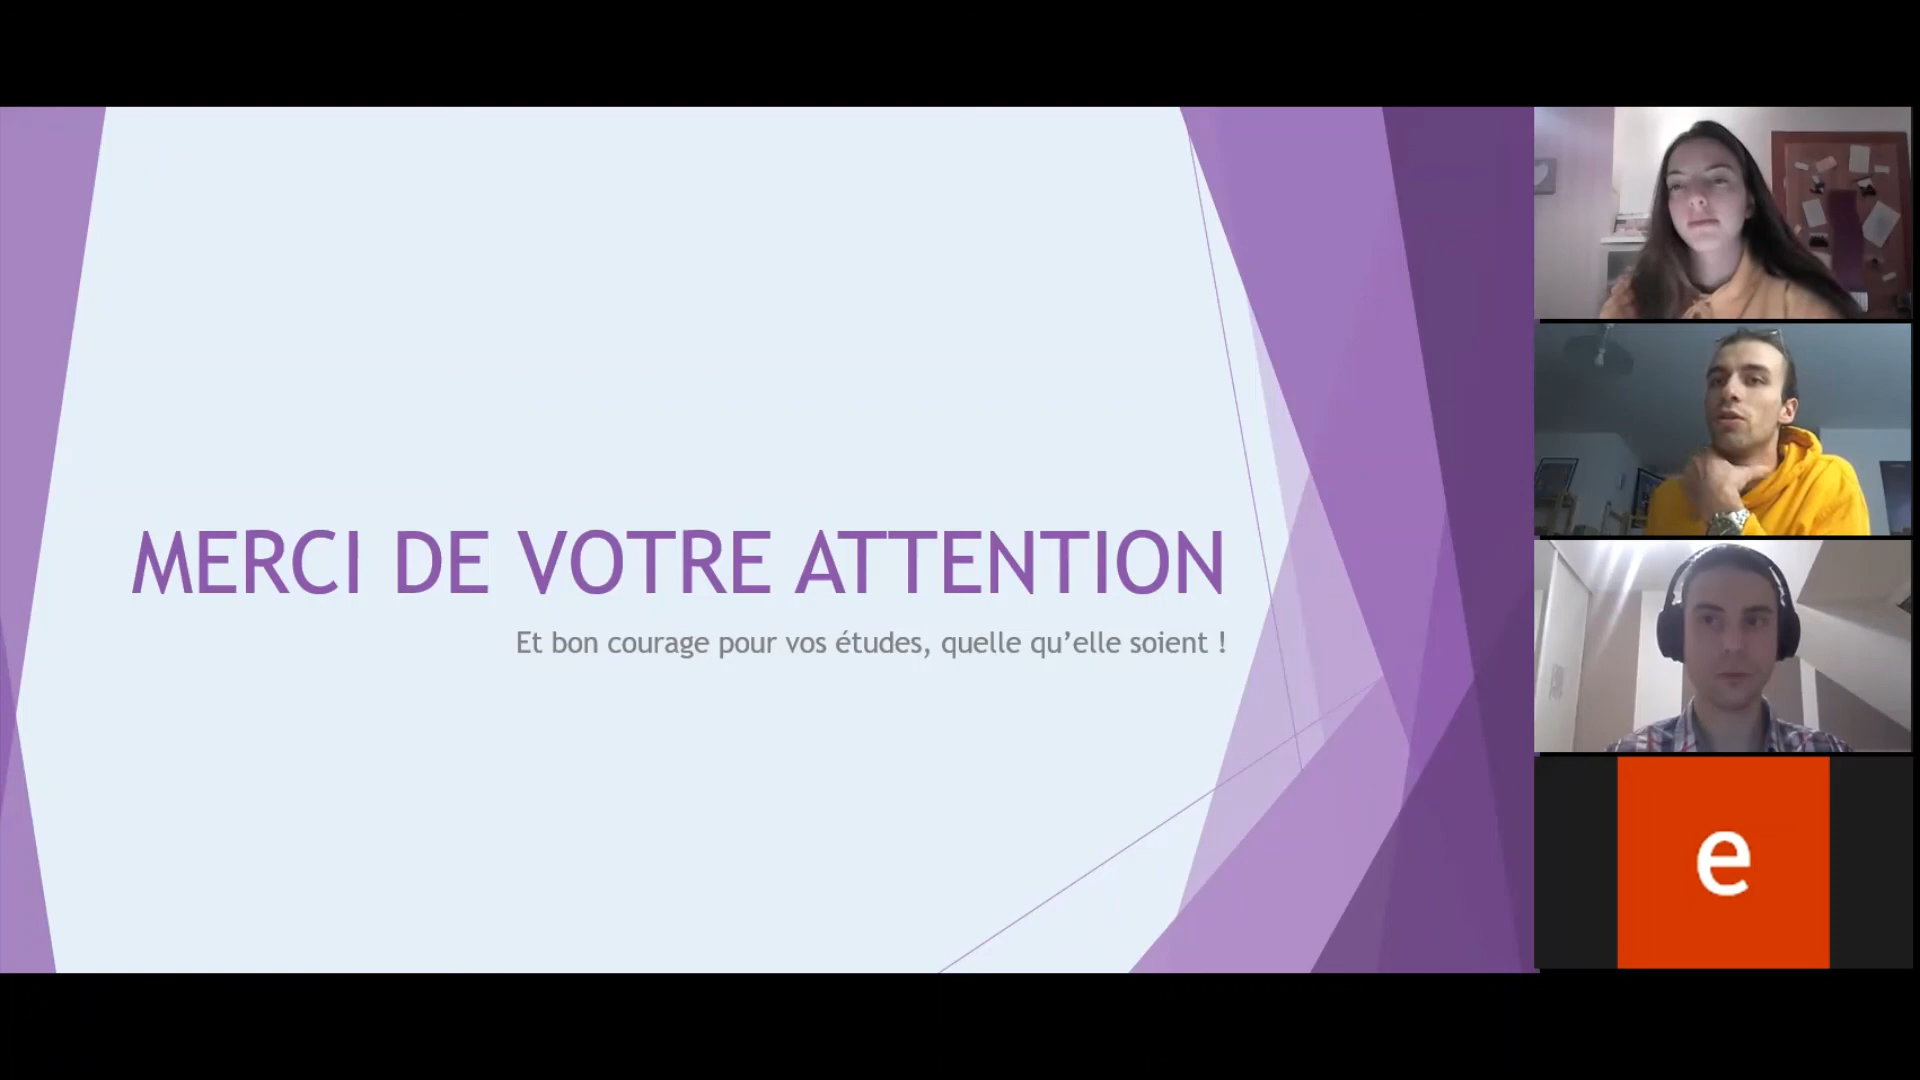 MERCI DE VOTRE ATTENTION
Et bon courage pour vos études, quelle qu’elle soient !
e